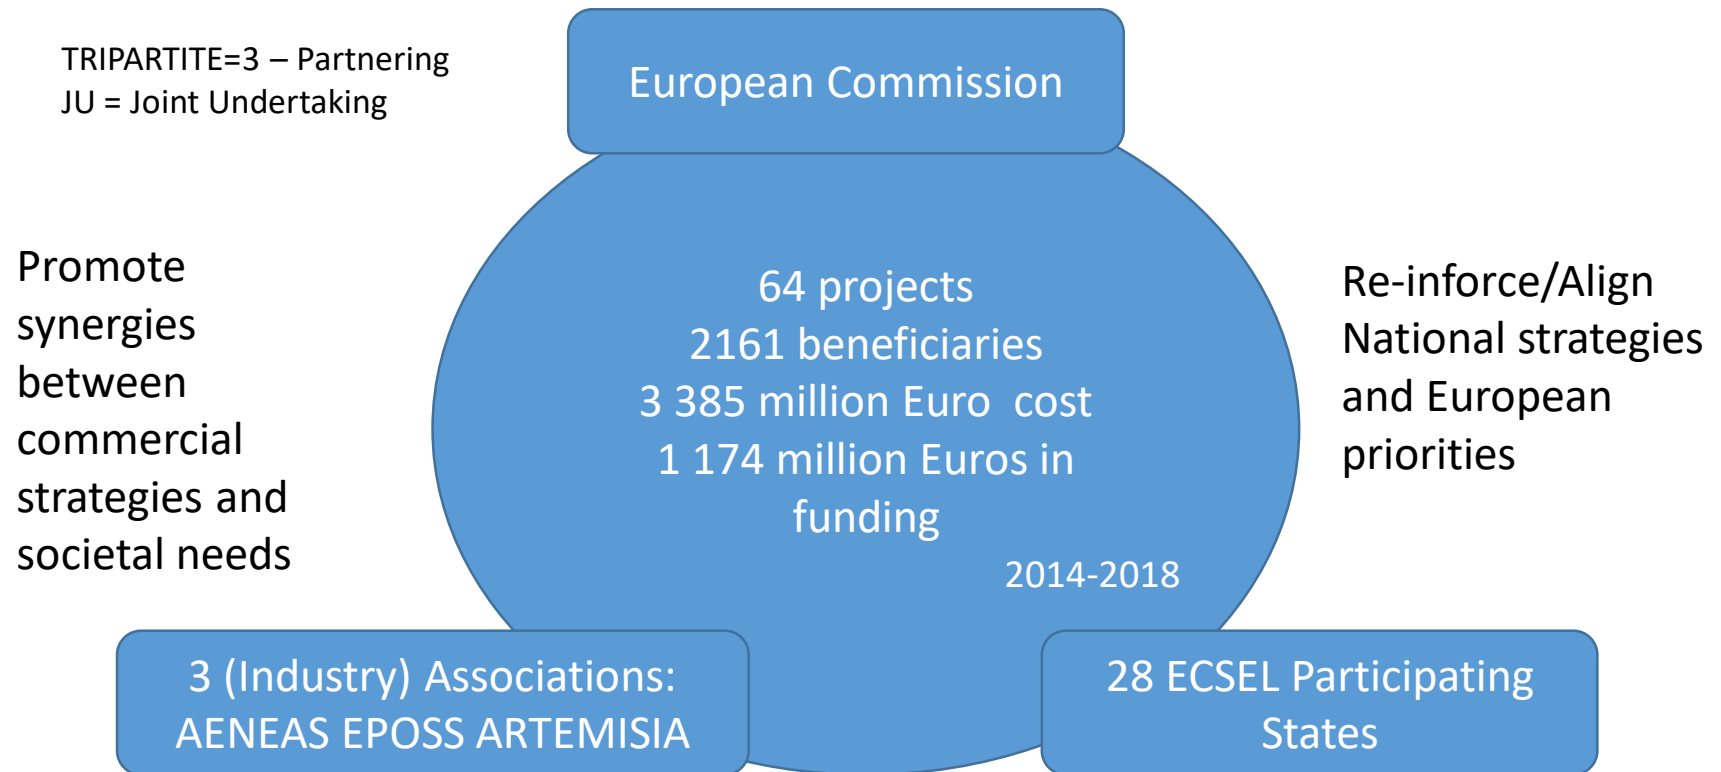 TRIPARTITE=3 – Partnering
JU = Joint Undertaking
European Commission
Promote
synergies
between
commercial
strategies and
societal needs
64 projects
2161 beneficiaries
3 385 million Euro  cost
1 174 million Euros in
funding
2014-2018
Re-inforce/Align
National strategies
and European
priorities
3 (Industry) Associations:
AENEAS EPOSS ARTEMISIA
28 ECSEL Participating
States